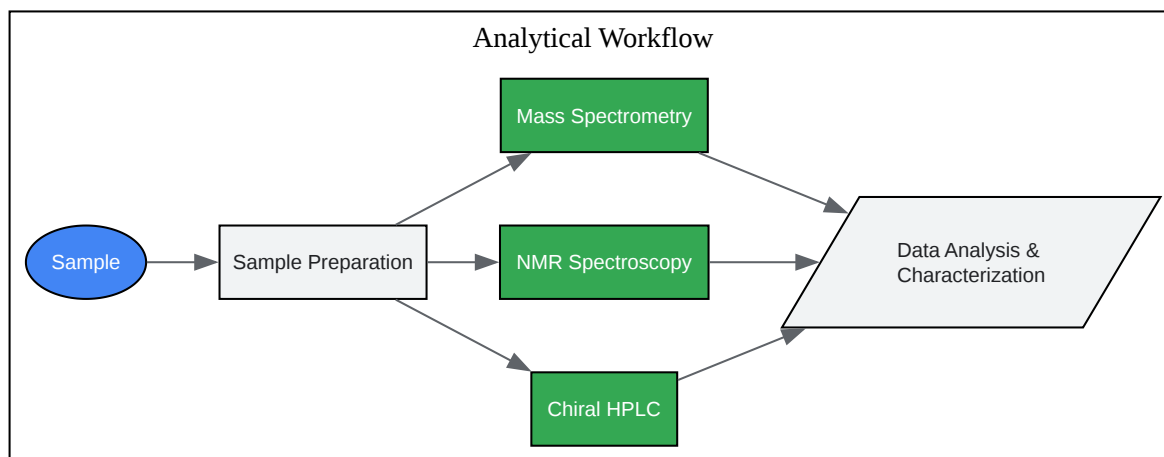 Analytical Workflow
Mass Spectrometry
Sample
Sample Preparation
NMR Spectroscopy
Data Analysis &
Characterization
Chiral HPLC